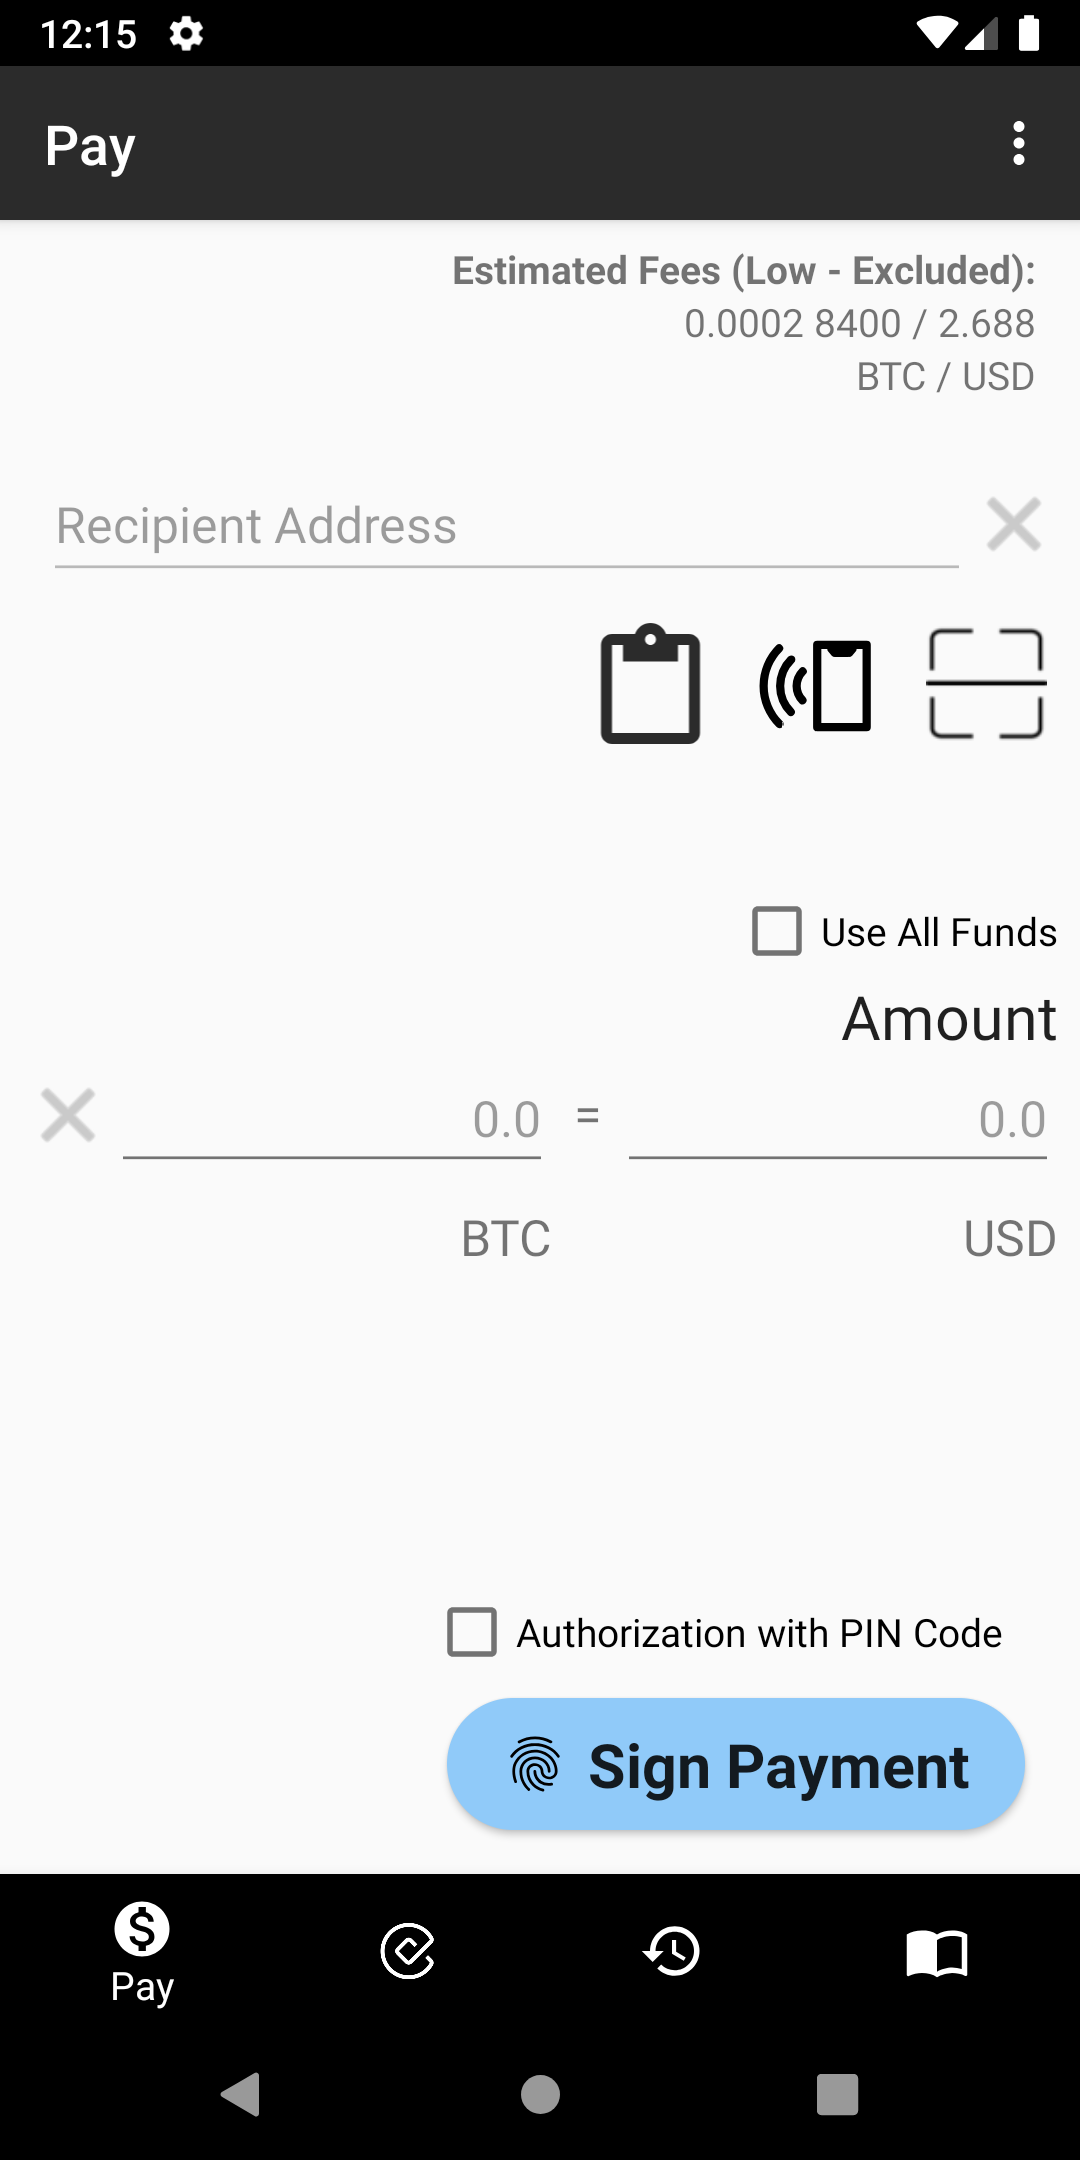 12:15
Pay
Estimated Fees (Low - Excluded):
0.0002 8400 / 2.688
BTC / USD
Recipient Address
Use All Funds
Amount
0.0 = 0.0
BTC USD
Authorization with PIN Code
Sign Payment
Pay